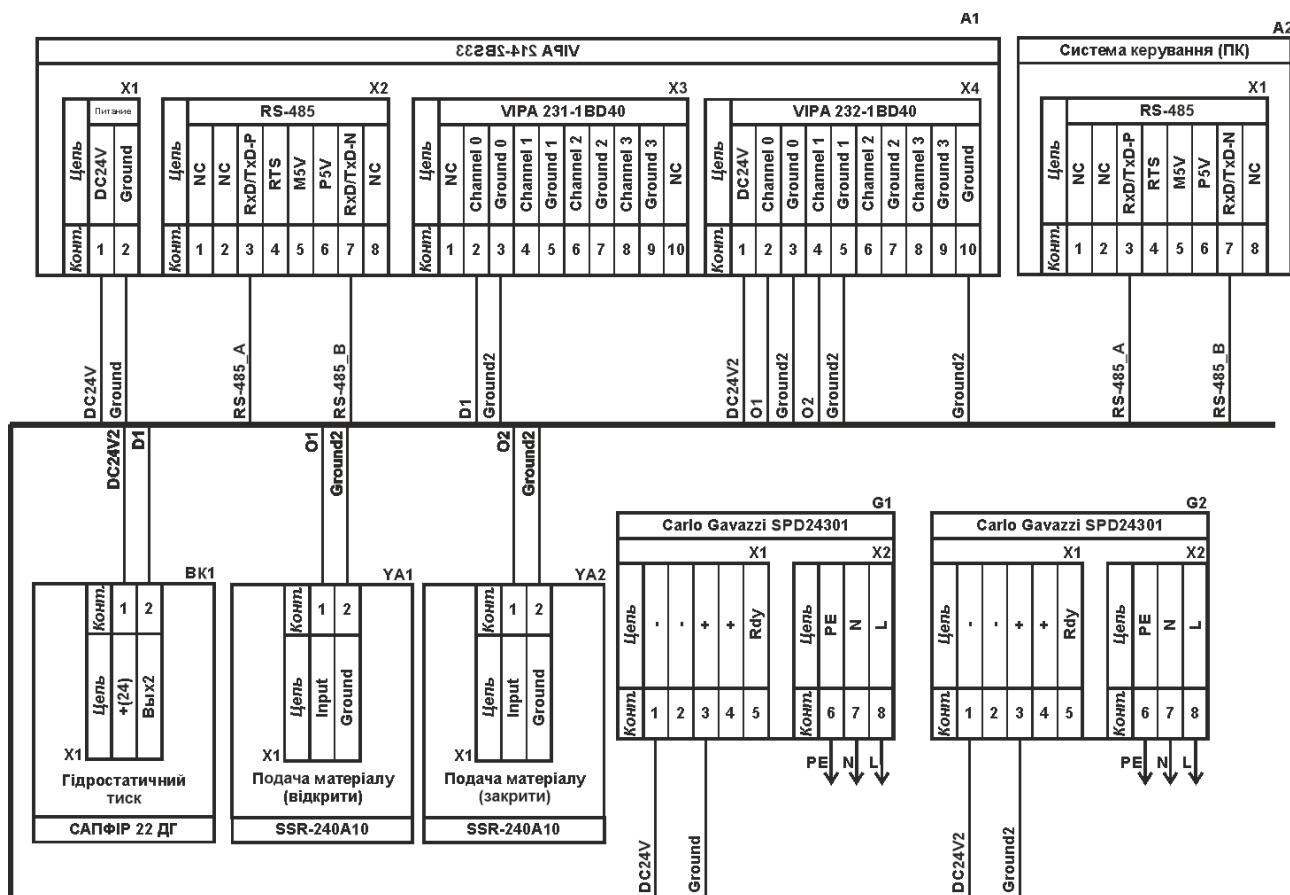 A1
A2
VIPA 214-2BS33
Система керування (ПК)
X1
X2
X3
X4
X1
Цепь
Питание
DC24V
Ground
Конт.
1
2
Цепь
RS-485
NC
NC
RxD/TxD-P
RTS
M5V
P5V
RxD/TxD-N
NC
Конт.
1
2
3
4
5
6
7
8
Цепь
VIPA 231-1BD40
NC
Channel 0
Ground 0
Channel 1
Ground 1
Channel 2
Ground 2
Channel 3
Ground 3
NC
Конт.
1
2
3
4
5
6
7
8
9
10
Цепь
VIPA 232-1BD40
DC24V
Channel 0
Ground 0
Channel 1
Ground 1
Channel 2
Ground 2
Channel 3
Ground 3
Ground
Конт.
1
2
3
4
5
6
7
8
9
10
Цепь
RS-485
NC
NC
RxD/TxD-P
RTS
M5V
P5V
RxD/TxD-N
NC
Конт.
1
2
3
4
5
6
7
8
DC24V
Ground
RS-485_A
RS-485_B
D1
Ground2
DC24V2
O1
Ground2
O2
Ground2
Ground2
RS-485_A
RS-485_B
DC24V2
D1
O1
Ground2
O2
Ground2
ВК1
Конт.
1
2
Цепь
+(24)
Вых2
X1
Гідростатичний
тиск
САПФІР 22 ДГ
YA1
Конт.
1
2
Цепь
Input
Ground
X1
Подача матеріалу
(відкрити)
SSR-240A10
YA2
Конт.
1
2
Цепь
Input
Ground
X1
Подача матеріалу
(закрити)
SSR-240A10
G1
Carlo Gavazzi SPD24301
X1
X2
Цепь
-
-
+
+
Rdy
Конт.
1
2
3
4
5
Цепь
PE
N
L
Конт.
6
7
8
PE
N
L
DC24V
Ground
G2
Carlo Gavazzi SPD24301
X1
X2
Цепь
-
-
+
+
Rdy
Конт.
1
2
3
4
5
Цепь
PE
N
L
Конт.
6
7
8
PE
N
L
DC24V2
Ground2